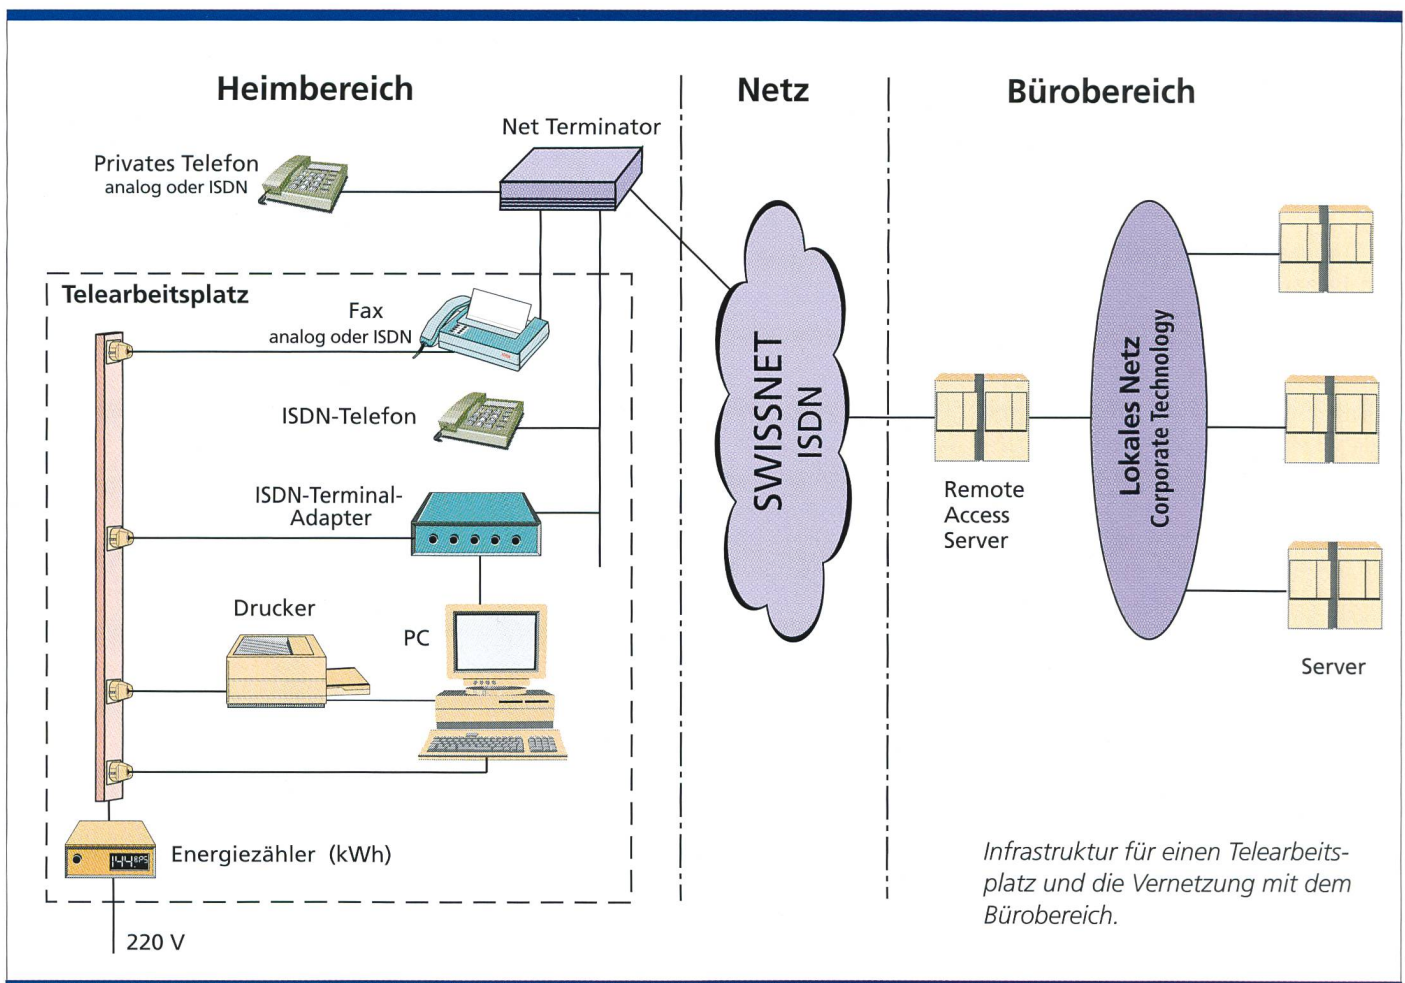 Heimbereich
Netz
Bürobereich
Net Terminator
Privates Telefon
analog oder ISDN
Telearbeitsplatz
Fax
analog oder ISDN
ISDN-Telefon
ISDN-Terminal-
Adapter
Drucker
PC
Energiezähler (kWh)
220 V
SWISSNET
ISDN
Remote
Access
Server
Lokales Netz
Corporate Technology
Server
Infrastruktur für einen Telearbeits-
platz und die Vernetzung mit dem
Bürobereich.